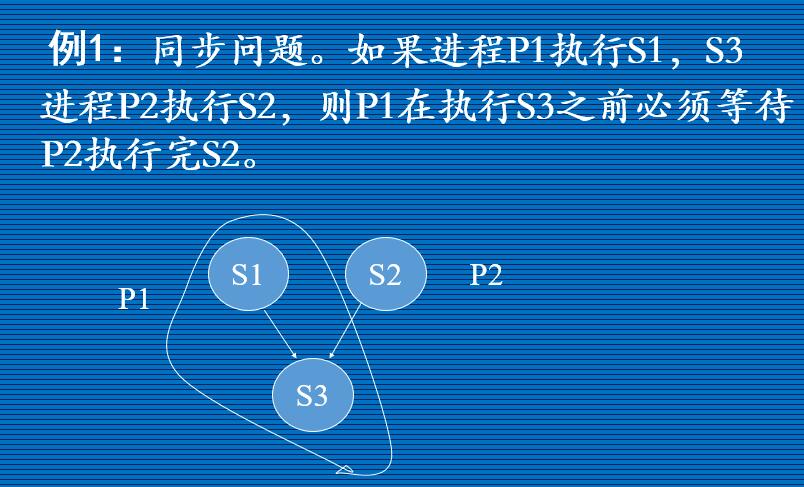 例1：同步问题。如果进程P1执行S1，S3
进程P2执行S2，则P1在执行S3之前必须等待
P2执行完S2。
S1
S2
P2
P1
S3